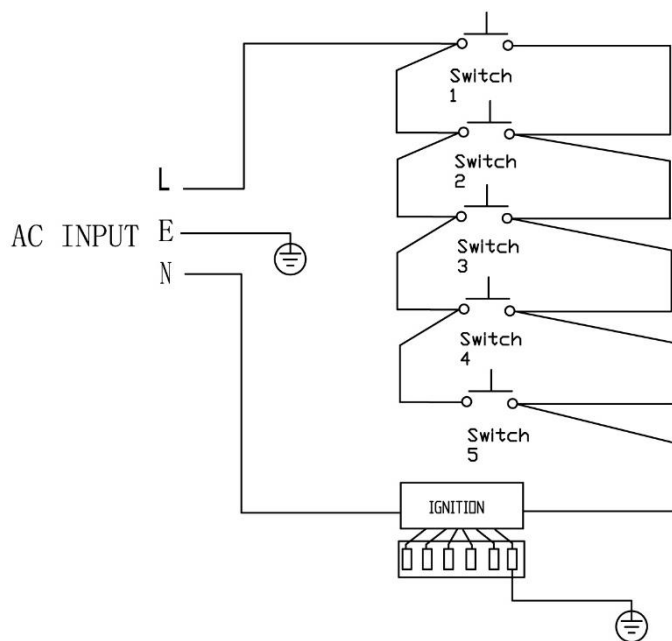 Switch
1
Switch
2
L
AC INPUT E
N
Switch
3
Switch
4
Switch
5
IGNITION